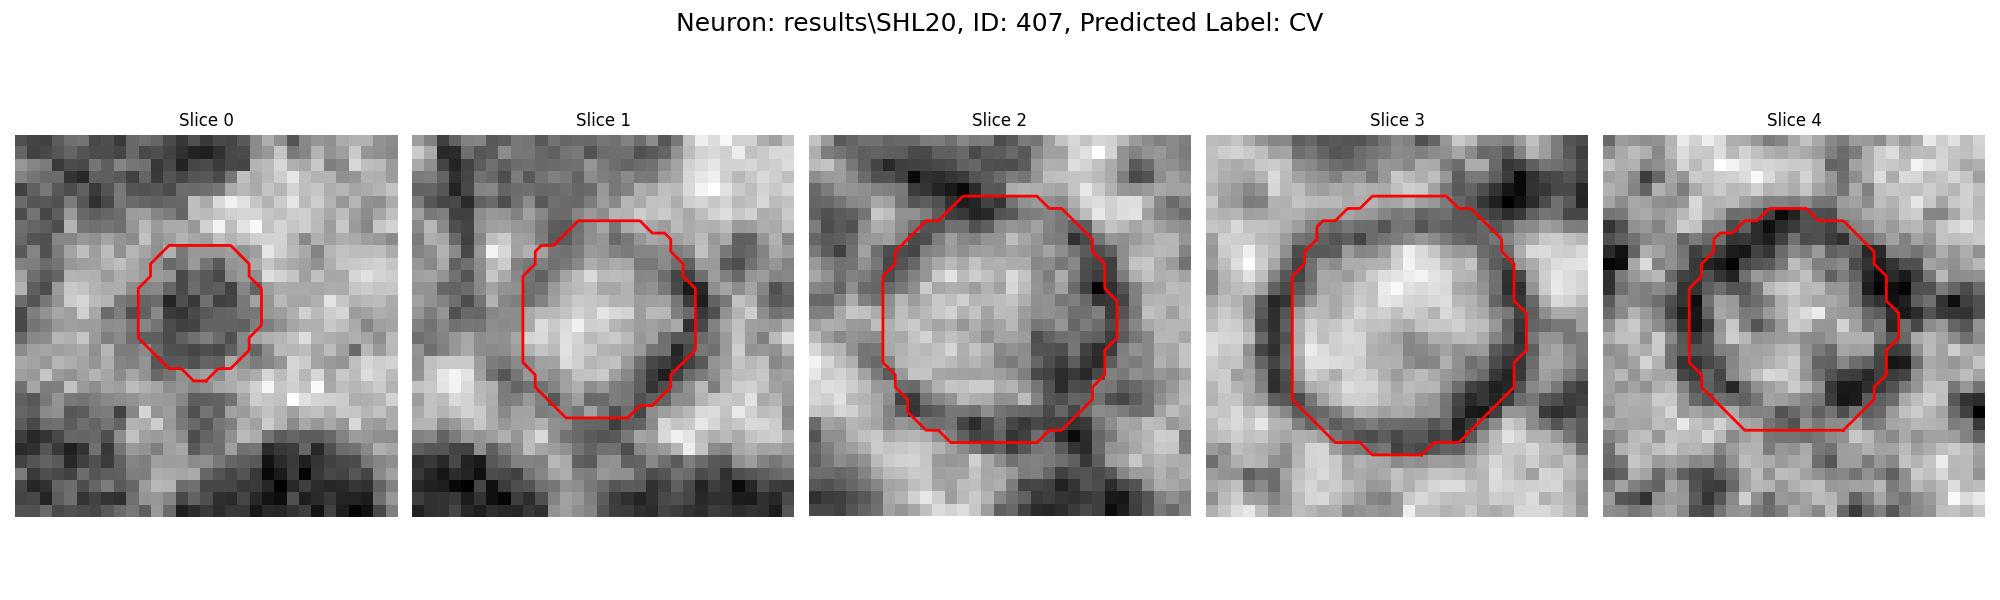 Neuron: results\SHL20, ID: 407, Predicted Label: CV
Slice 0
Slice 1
Slice 2
Slice 3
Slice 4